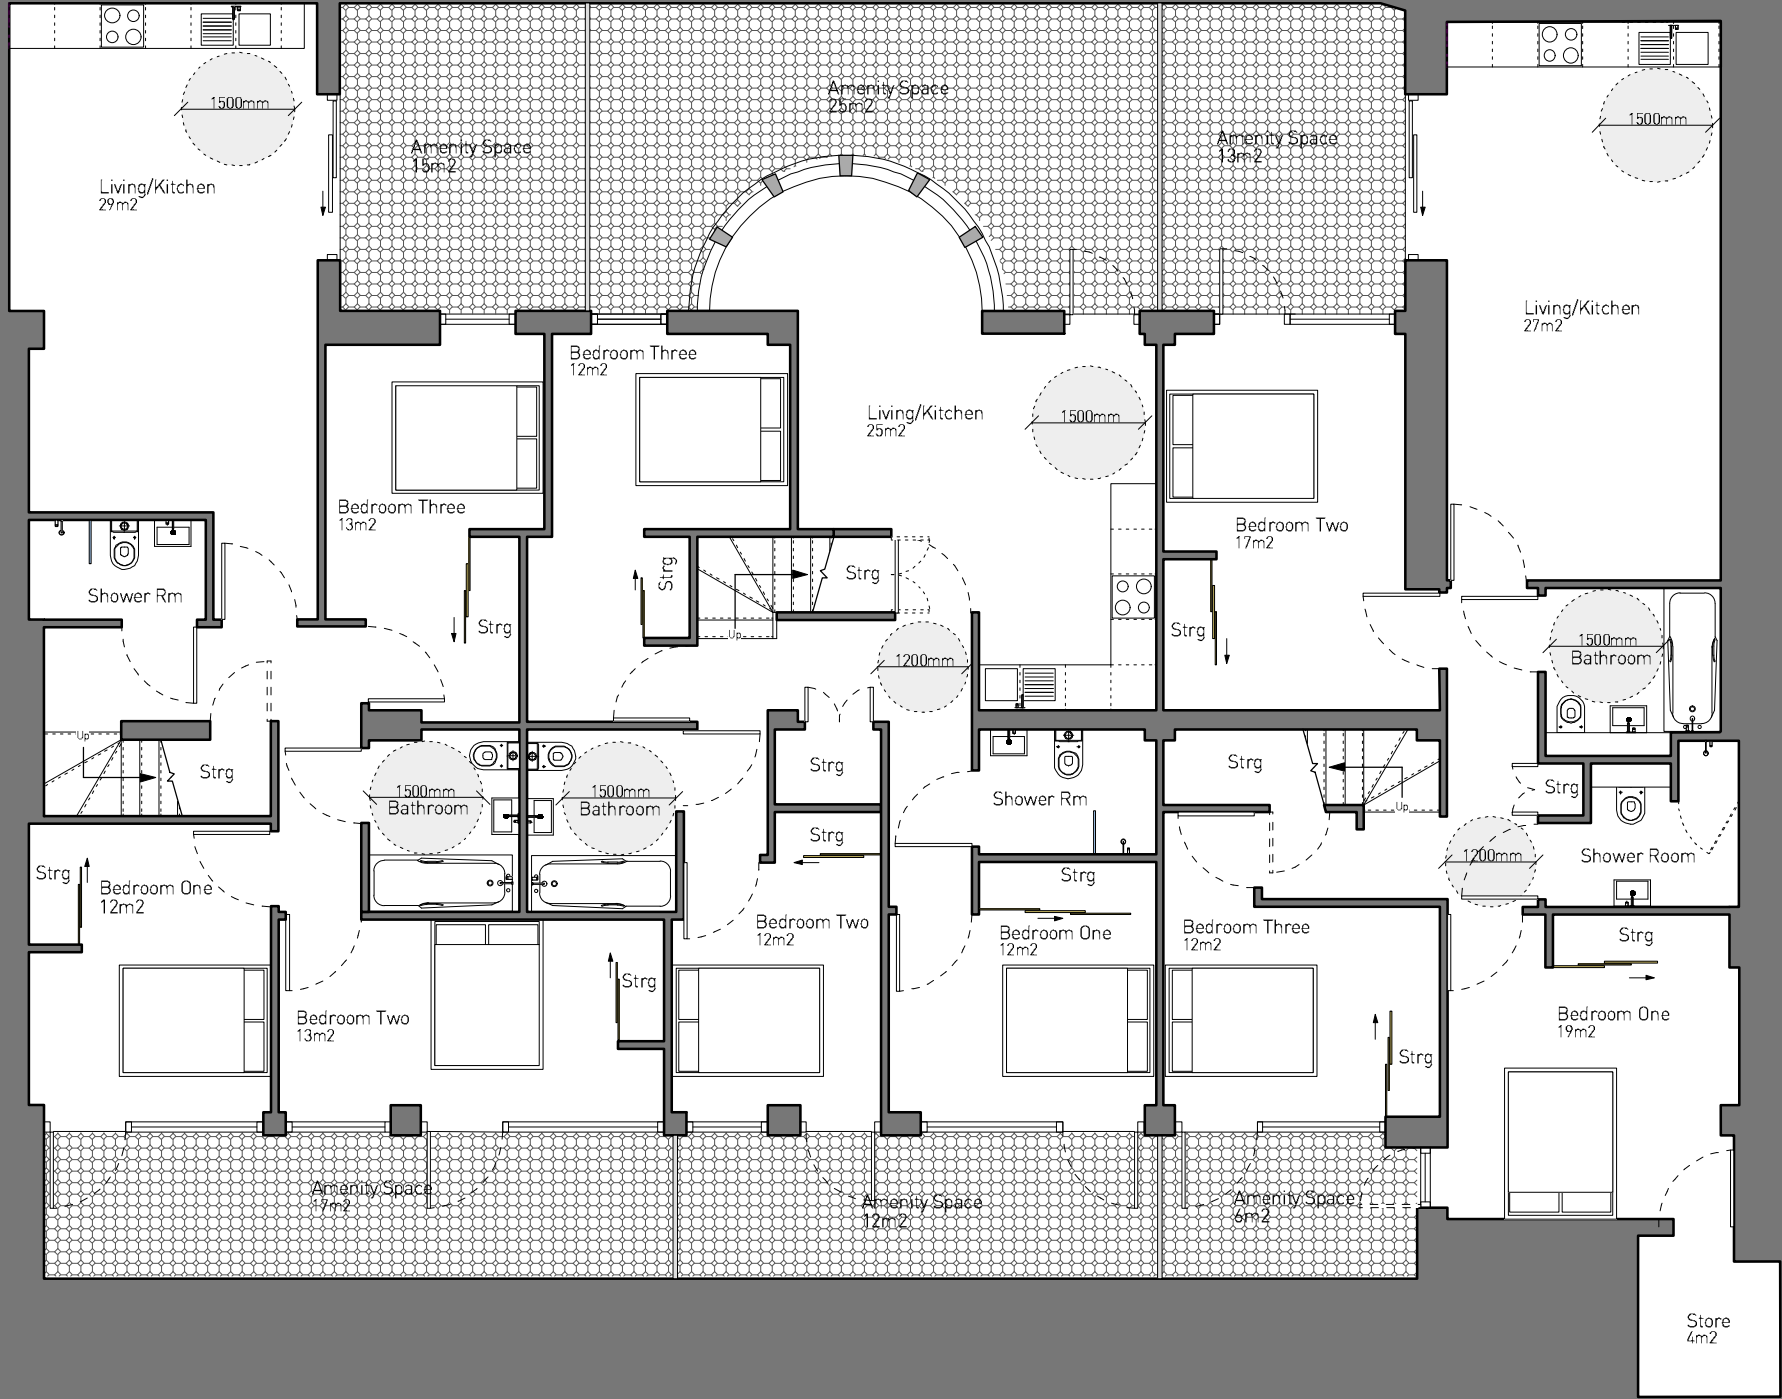 1500mm
Living/Kitchen
29m2
Amenity Space
15m2
Amenity Space
25m2
Amenity Space
13m2
1500mm
Living/Kitchen
27m2
Bedroom Three
12m2
Living/Kitchen
25m2
1500mm
Bedroom Three
13m2
Bedroom Two
17m2
Shower Rm
Strg
Strg
Strg
Up
Strg
1200mm
1500mm
Bathroom
Up
Strg
1500mm
Bathroom
1500mm
Bathroom
Strg
Shower Rm
Strg
Up
Strg
Strg
Bedroom One
12m2
Strg
Bedroom Two
12m2
Strg
Bedroom One
12m2
Bedroom Three
12m2
1200mm
Shower Room
Strg
Bedroom Two
13m2
Strg
Strg
Bedroom One
19m2
Amenity Space
17m2
Amenity Space
12m2
Amenity Space
6m2
Store
4m2